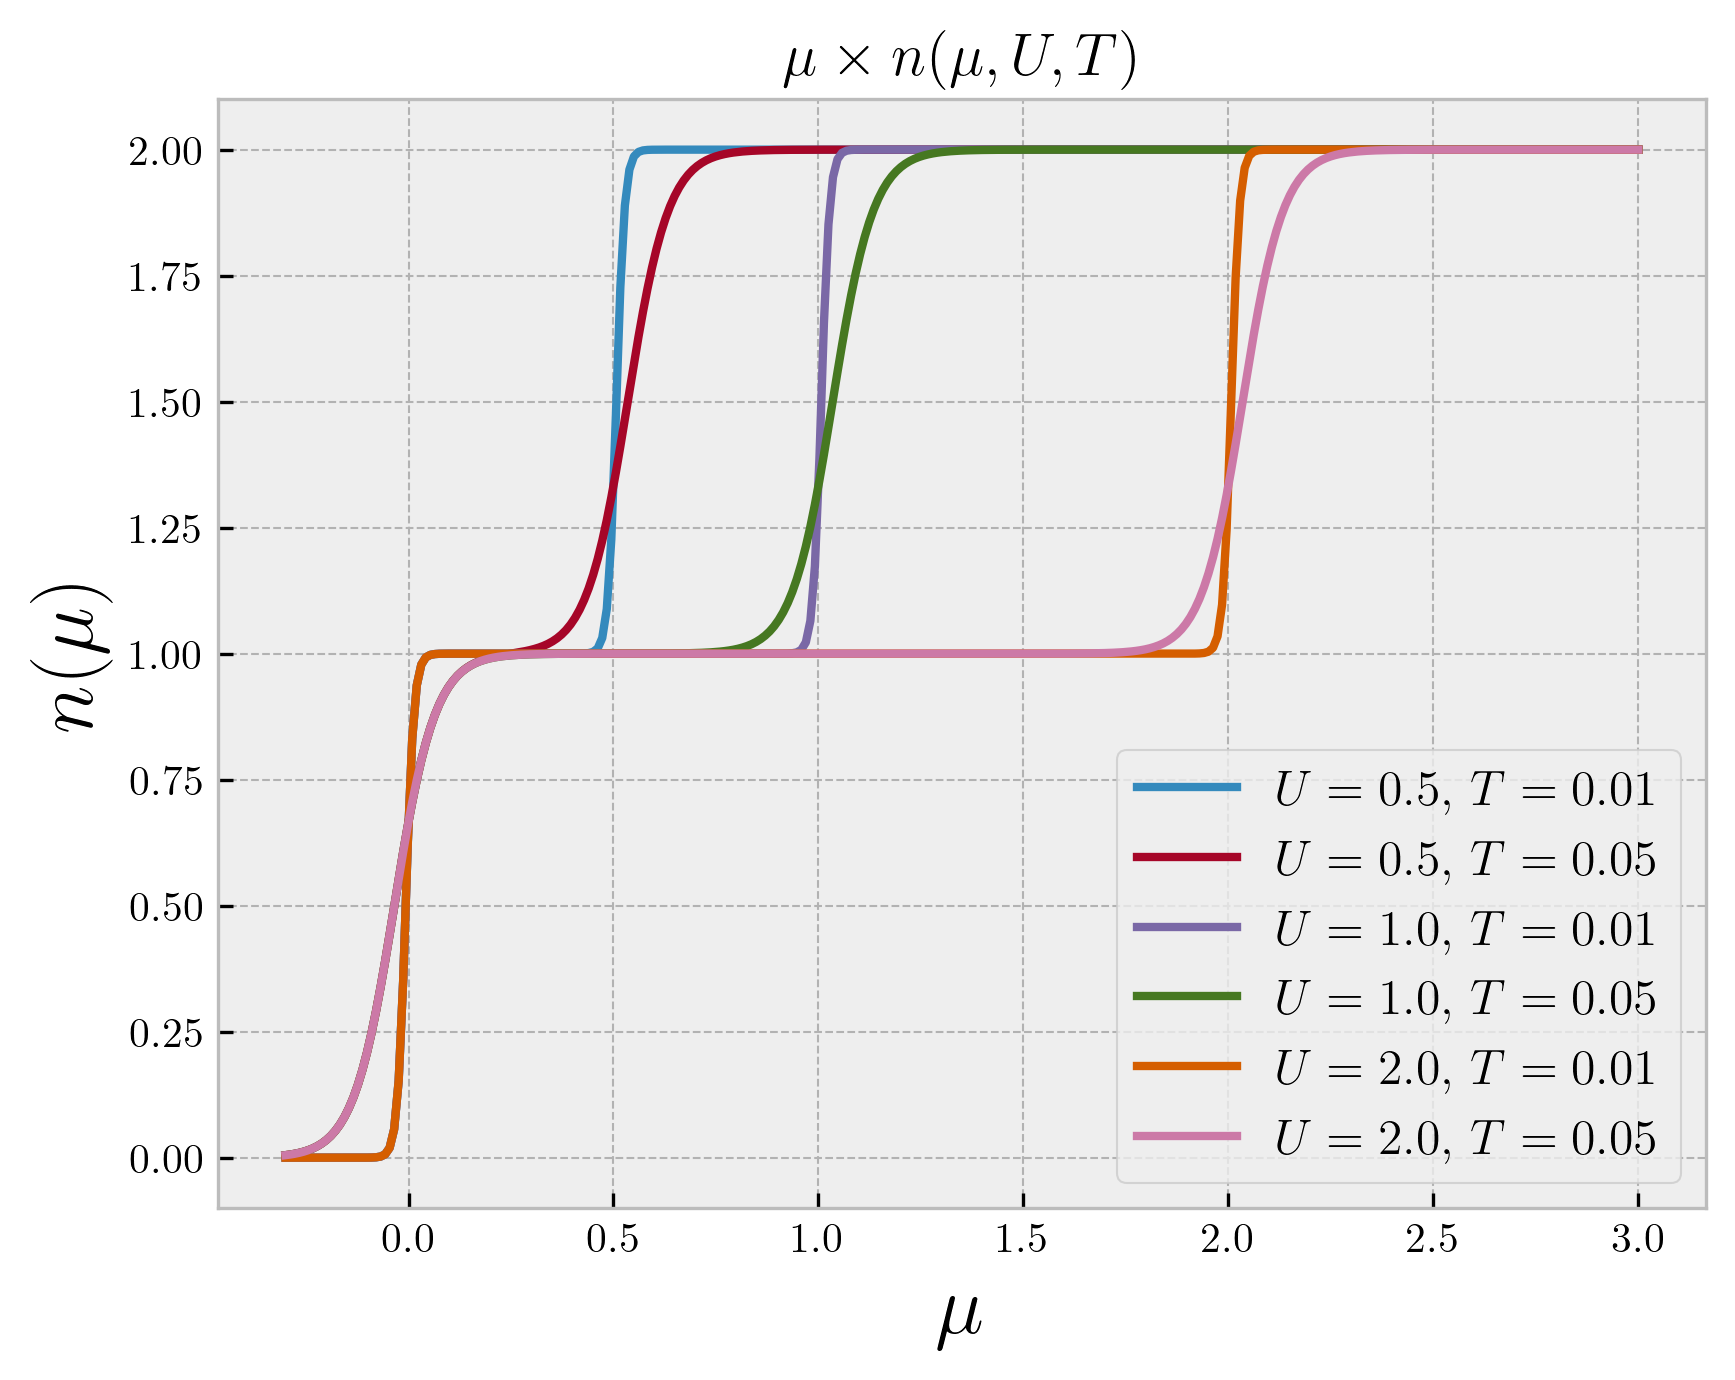 μ × n(μ, U, T)
n(μ)
2.00
1.75
1.50
1.25
1.00
0.75
0.50
0.25
0.00
U = 0.5, T = 0.01
U = 0.5, T = 0.05
U = 1.0, T = 0.01
U = 1.0, T = 0.05
U = 2.0, T = 0.01
U = 2.0, T = 0.05
0.0 0.5 1.0 1.5 2.0 2.5 3.0
μ